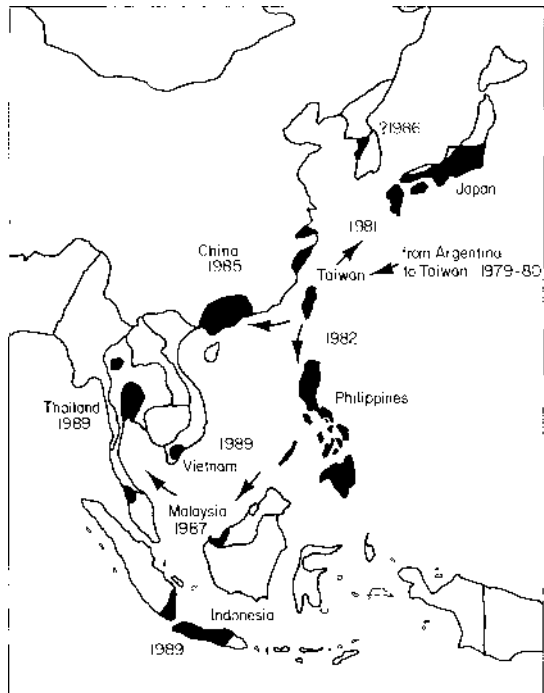 ?1986
Japan
1981
China
1985
from Argentina
Taiwan
to Taiwan 1979-80
1982
Philippines
Thailand
1989
1989
Vietnam
Malaysia
1987
Indonesia
1989